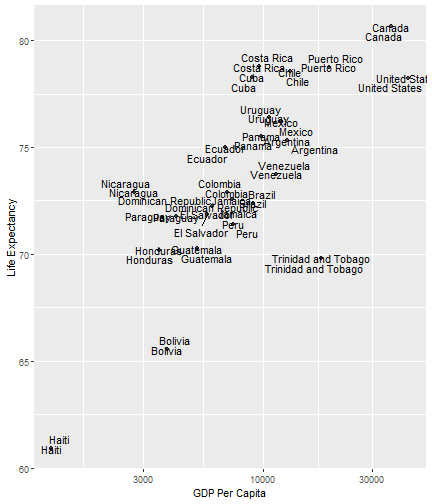 80
75
70
65
60
Life Expectancy
3000
10000
30000
GDP Per Capita
Canada
Canada
Costa Rica
Puerto Rico
Costa Rica
Chile
Puerto Rico
Cuba
United Stat
Chile
Cuba
United States
Uruguay
Uruguay
Mexico
Mexico
Panama
Argentina
Panama
Ecuador
Argentina
Ecuador
Venezuela
Venezuela
Nicaragua
Colombia
Nicaragua
Colombia
Brazil
Dominican Republic
Jamaica
Brazil
Dominican Republic
Jamaica
Paraguay
Paraguay
El Salvador
Peru
El Salvador
Peru
Honduras
Guatemala
Honduras
Guatemala
Trinidad and Tobago
Trinidad and Tobago
Bolivia
Bolivia
Haiti
Haiti